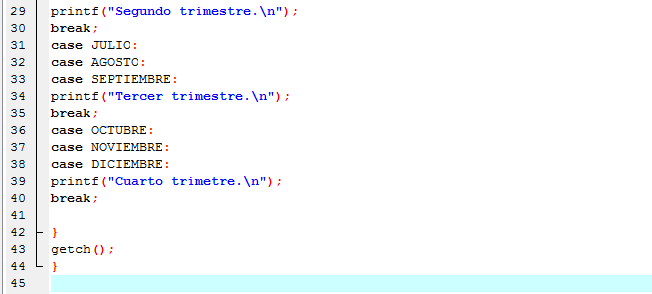 29 printf("Segundo trimestre.\n");
30 break;
31 case JULIO:
32 case AGOSTO:
33 case SEPTIEMBRE:
34 printf("Tercer trimestre.\n");
35 break;
36 case OCTUBRE:
37 case NOVIEMBRE:
38 case DICIEMBRE:
39 printf("Cuarto trimetre.\n");
40 break;
41
42 }
43 getch();
44 }
45